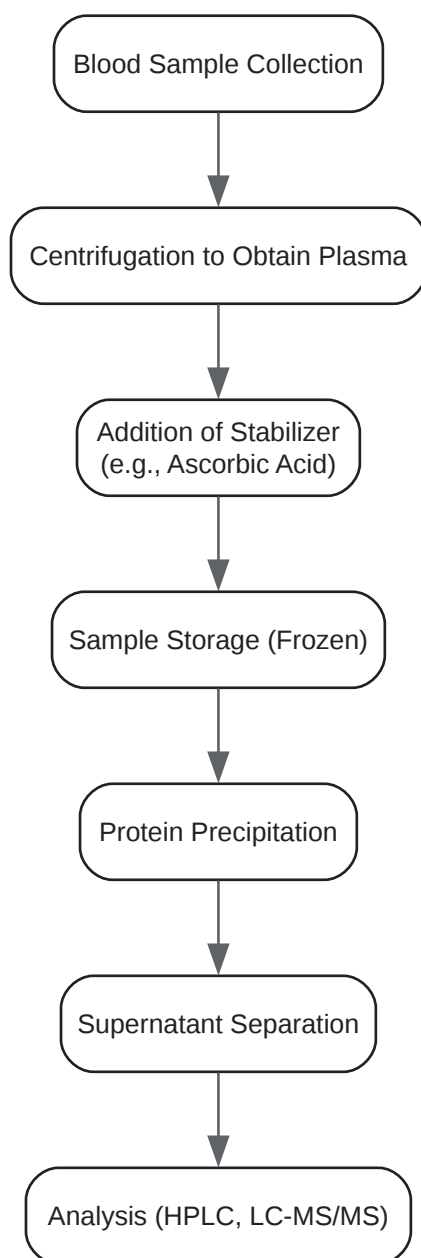 Blood Sample Collection
Centrifugation to Obtain Plasma
Addition of Stabilizer
(e.g., Ascorbic Acid)
Sample Storage (Frozen)
Protein Precipitation
Supernatant Separation
Analysis (HPLC, LC-MS/MS)